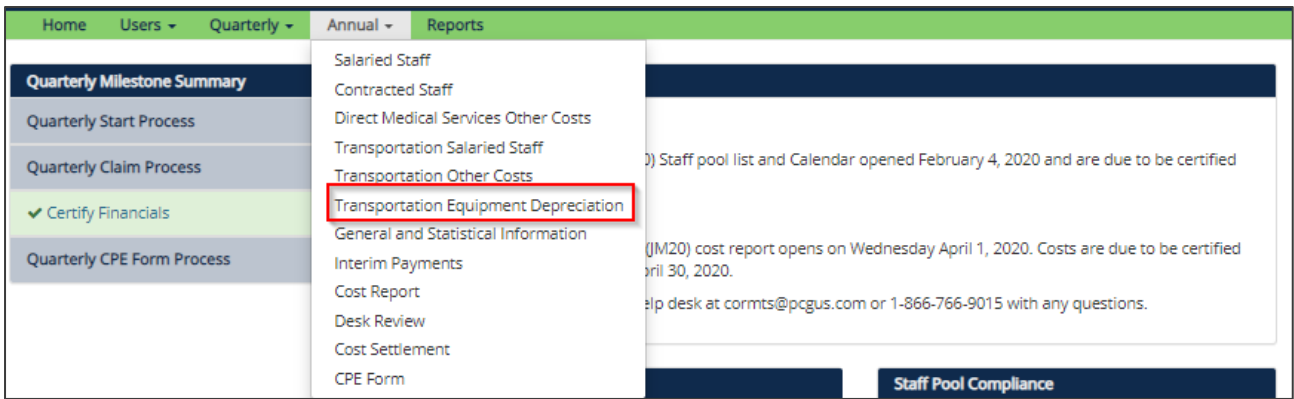 Home Users Quarterly Annual Reports
Quarterly Milestone Summary
Quarterly Start Process
Quarterly Claim Process
✔ Certify Financials
Quarterly CPE Form Process
Salaried Staff
Contracted Staff
Direct Medical Services Other Costs
Transportation Salaried Staff
Transportation Other Costs
Transportation Equipment Depreciation
General and Statistical Information
Interim Payments
Cost Report
Desk Review
Cost Settlement
CPE Form
0) Staff pool list and Calendar opened February 4, 2020 and are due to be certified
(JM20) cost report opens on Wednesday April 1, 2020. Costs are due to be certified
pril 30, 2020.
elp desk at cormts@pcgus.com or 1-866-766-9015 with any questions.
Staff Pool Compliance